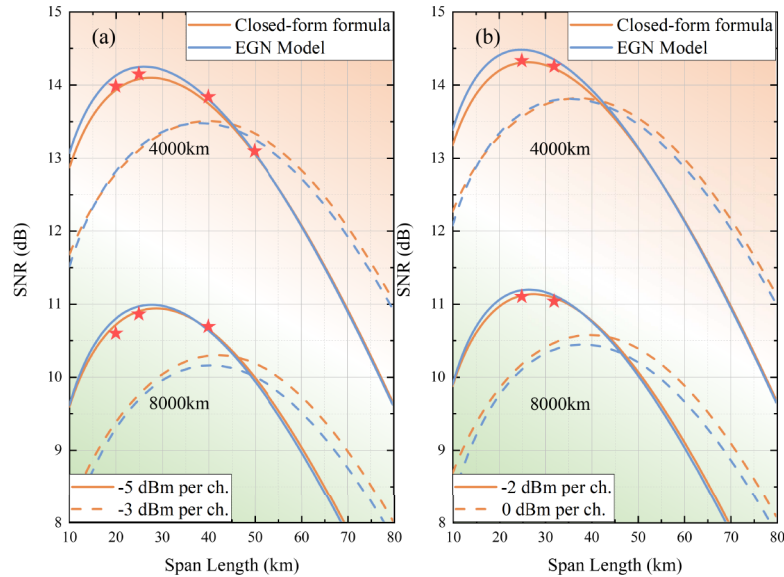 (a)
Closed-form formula
EGN Model
4000km
8000km
-5 dBm per ch.
-3 dBm per ch.
15
14
13
12
11
10
9
8
SNR (dB)
10 20 30 40 50 60 70 80
Span Length (km)
(b)
Closed-form formula
EGN Model
4000km
8000km
-2 dBm per ch.
0 dBm per ch.
15
14
13
12
11
10
9
8
SNR (dB)
10 20 30 40 50 60 70 80
Span Length (km)